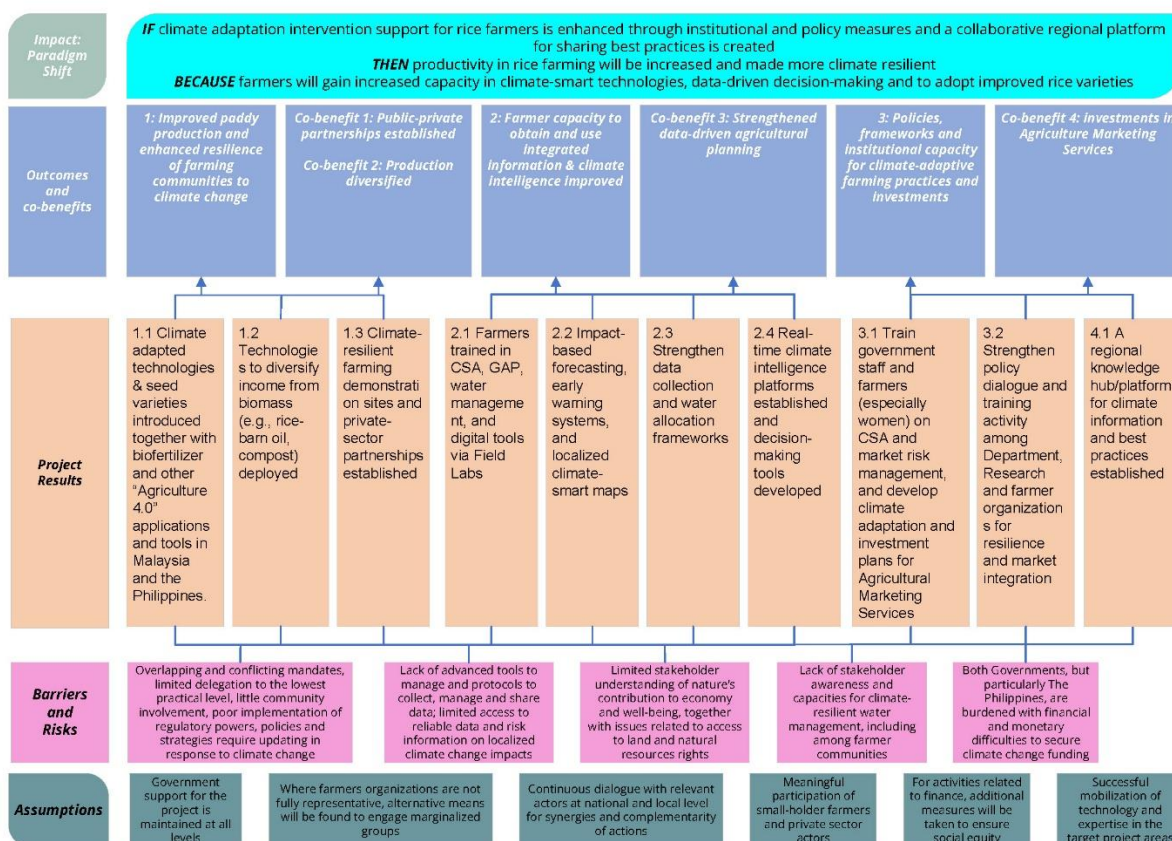 Impact:
Paradigm
Shift
IF climate adaptation intervention support for rice farmers is enhanced through institutional and policy measures and a collaborative regional platform
for sharing best practices is created
THEN productivity in rice farming will be increased and made more climate resilient
BECAUSE farmers will gain increased capacity in climate-smart technologies, data-driven decision-making and to adopt improved rice varieties
Outcomes
and
co-benefits
1: Improved paddy
production and
enhanced resilience
of farming
communities to
climate change
Co-benefit 1: Public-private
partnerships established
Co-benefit 2: Production
diversified
2: Farmer capacity to
obtain and use
integrated
information & climate
intelligence improved
Co-benefit 3: Strengthened
data-driven agricultural
planning
3: Policies,
frameworks and
institutional capacity
for climate-adaptive
farming practices and
investments
Co-benefit 4: investments in
Agriculture Marketing
Services
Project
Results
1.1 Climate
adapted
technologies
& seed
varieties
introduced
together with
biofertilizer
and other
"Agriculture
4.0"
applications
and tools in
Malaysia
and the
Philippines.
1.2
Technologie
s to diversify
income from
biomass
(e.g., rice-
barn oil,
compost)
deployed
1.3 Climate-
resilient
farming
demonstrati
on sites and
private-
sector
partnerships
established
2.1 Farmers
trained in
CSA, GAP,
water
manageme
nt, and
digital tools
via Field
Labs
2.2 Impact-
based
forecasting,
early
warning
systems,
and
localized
climate-
smart maps
2.3
Strengthen
data
collection
and water
allocation
frameworks
2.4 Real-
time climate
intelligence
platforms
established
and
decision-
making
tools
developed
3.1 Train
government
staff and
farmers
(especially
women) on
CSA and
market risk
management,
and develop
climate
adaptation and
investment
plans for
Agricultural
Marketing
Services
3.2
Strengthen
policy
dialogue and
training
activity
among
Department,
Research
and farmer
organization
s for
resilience
and market
integration
4.1 A
regional
knowledge
hub/platform
for climate
information
and best
practices
established
Barriers
and
Risks
Overlapping and conflicting mandates,
limited delegation to the lowest
practical level, little community
involvement, poor implementation of
regulatory powers, policies and
strategies require updating in
response to climate change
Lack of advanced tools to
manage and protocols to
collect, manage and share
data; limited access to
reliable data and risk
information on localized
climate change impacts
Limited stakeholder
understanding of nature's
contribution to economy
and well-being, together
with issues related to access
to land and natural
resources rights
Lack of stakeholder
awareness and
capacities for climate-
resilient water
management, including
among farmer
communities
Both Governments, but
particularly The
Philippines, are
burdened with financial
and monetary
difficulties to secure
climate change funding
Assumptions
Government
support for the
project is
maintained at all
levels
Where farmers organizations are not
fully representative, alternative means
will be found to engage marginalized
groups
Continuous dialogue with relevant
actors at national and local level
for synergies and complementarity
of actions
Meaningful
participation of
small-holder farmers
and private sector
actors
For activities related
to finance, additional
measures will be
taken to ensure
social equity
Successful
mobilization of
technology and
expertise in the
target project areas